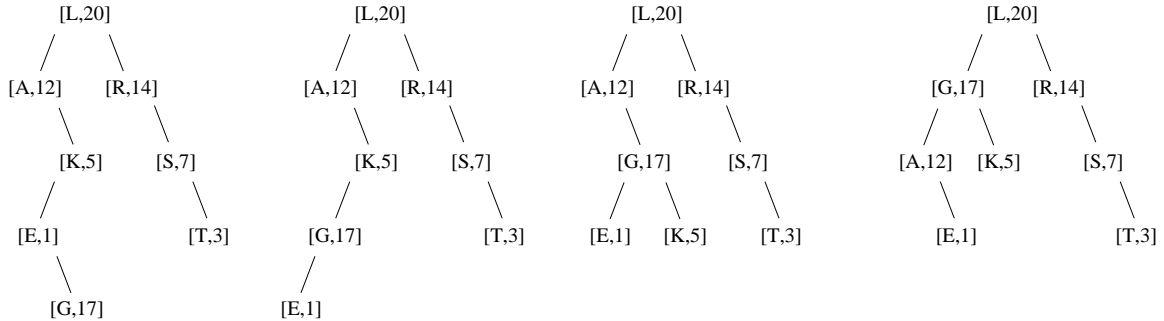 [L,20] [L,20] [L,20] [L,20]
[A,12] [R,14] [A,12] [R,14] [A,12] [R,14] [G,17] [R,14]
[K,5] [S,7] [K,5] [S,7] [G,17] [S,7] [A,12] [K,5] [S,7]
[E,1] [T,3] [G,17] [T,3] [E,1] [K,5] [T,3] [E,1] [T,3]
[G,17] [E,1]